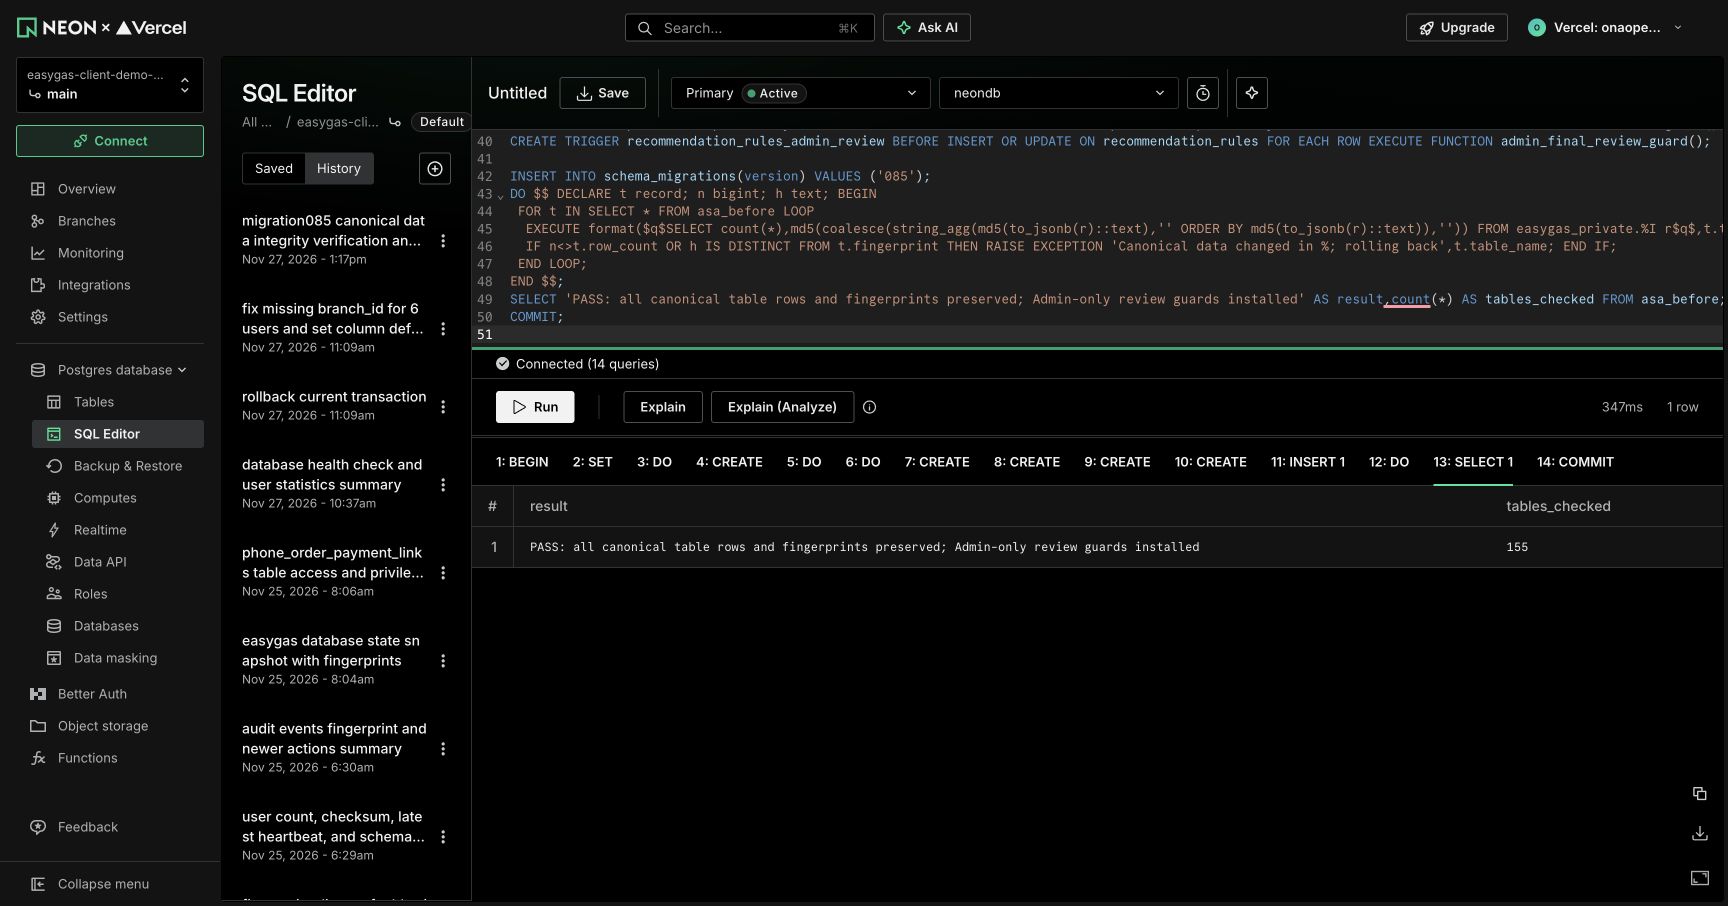 NEON × Vercel
Search...
⌘K
Ask AI
Upgrade
Vercel: onaope...
easygas-client-demo-...
main
Connect
Overview
Branches
Monitoring
Integrations
Settings
Postgres database
Tables
SQL Editor
Backup & Restore
Computes
Realtime
Data API
Roles
Databases
Data masking
Better Auth
Object storage
Functions
Feedback
Collapse menu
SQL Editor
All ... / easygas-cli... Default
Saved
History
migration085 canonical dat
a integrity verification an...
Nov 27, 2026 - 1:17pm
fix missing branch_id for 6
users and set column def...
Nov 27, 2026 - 11:09am
rollback current transaction
Nov 27, 2026 - 11:09am
database health check and
user statistics summary
Nov 27, 2026 - 10:37am
phone_order_payment_link
s table access and privile...
Nov 25, 2026 - 8:06am
easygas database state sn
apshot with fingerprints
Nov 25, 2026 - 8:04am
audit events fingerprint and
newer actions summary
Nov 25, 2026 - 6:30am
user count, checksum, late
st heartbeat, and schema...
Nov 25, 2026 - 6:29am
Untitled
Save
Primary
Active
neondb
40 CREATE TRIGGER recommendation_rules_admin_review BEFORE INSERT OR UPDATE ON recommendation_rules FOR EACH ROW EXECUTE FUNCTION admin_final_review_guard();
41
42 INSERT INTO schema_migrations(version) VALUES ('085');
43 DO $$ DECLARE t record; n bigint; h text; BEGIN
44 FOR t IN SELECT * FROM asa_before LOOP
45 EXECUTE format($q$SELECT count(*),md5(coalesce(string_agg(md5(to_jsonb(r)::text),'' ORDER BY md5(to_jsonb(r)::text)),'')) FROM easygas_private.%I r$q$,t.
46 IF n<>t.row_count OR h IS DISTINCT FROM t.fingerprint THEN RAISE EXCEPTION 'Canonical data changed in %; rolling back',t.table_name; END IF;
47 END LOOP;
48 END $$;
49 SELECT 'PASS: all canonical table rows and fingerprints preserved; Admin-only review guards installed' AS result,count(*) AS tables_checked FROM asa_before;
50 COMMIT;
51
Connected (14 queries)
Run
Explain
Explain (Analyze)
347ms
1 row
1: BEGIN 2: SET 3: DO 4: CREATE 5: DO 6: DO 7: CREATE 8: CREATE 9: CREATE 10: CREATE 11: INSERT 1 12: DO 13: SELECT 1 14: COMMIT
# result tables_checked
1 PASS: all canonical table rows and fingerprints preserved; Admin-only review guards installed 155